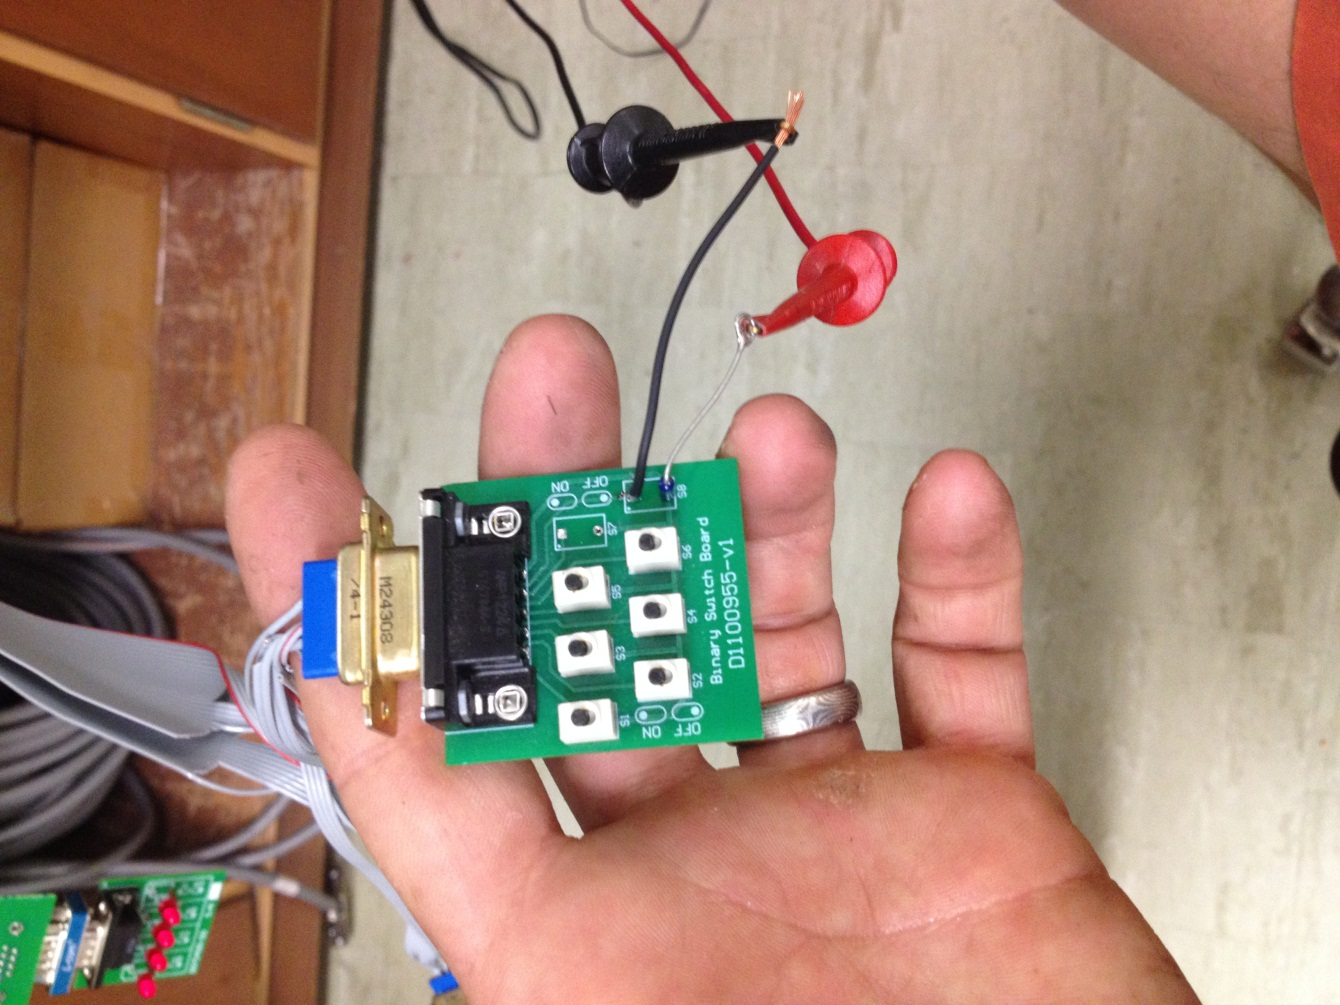 M24308
/4-1
ON
OFF
S8
S7
S6
S5
S4
S3
S2
S1
ON
OFF
Binary Switch Board
D1100955-v1